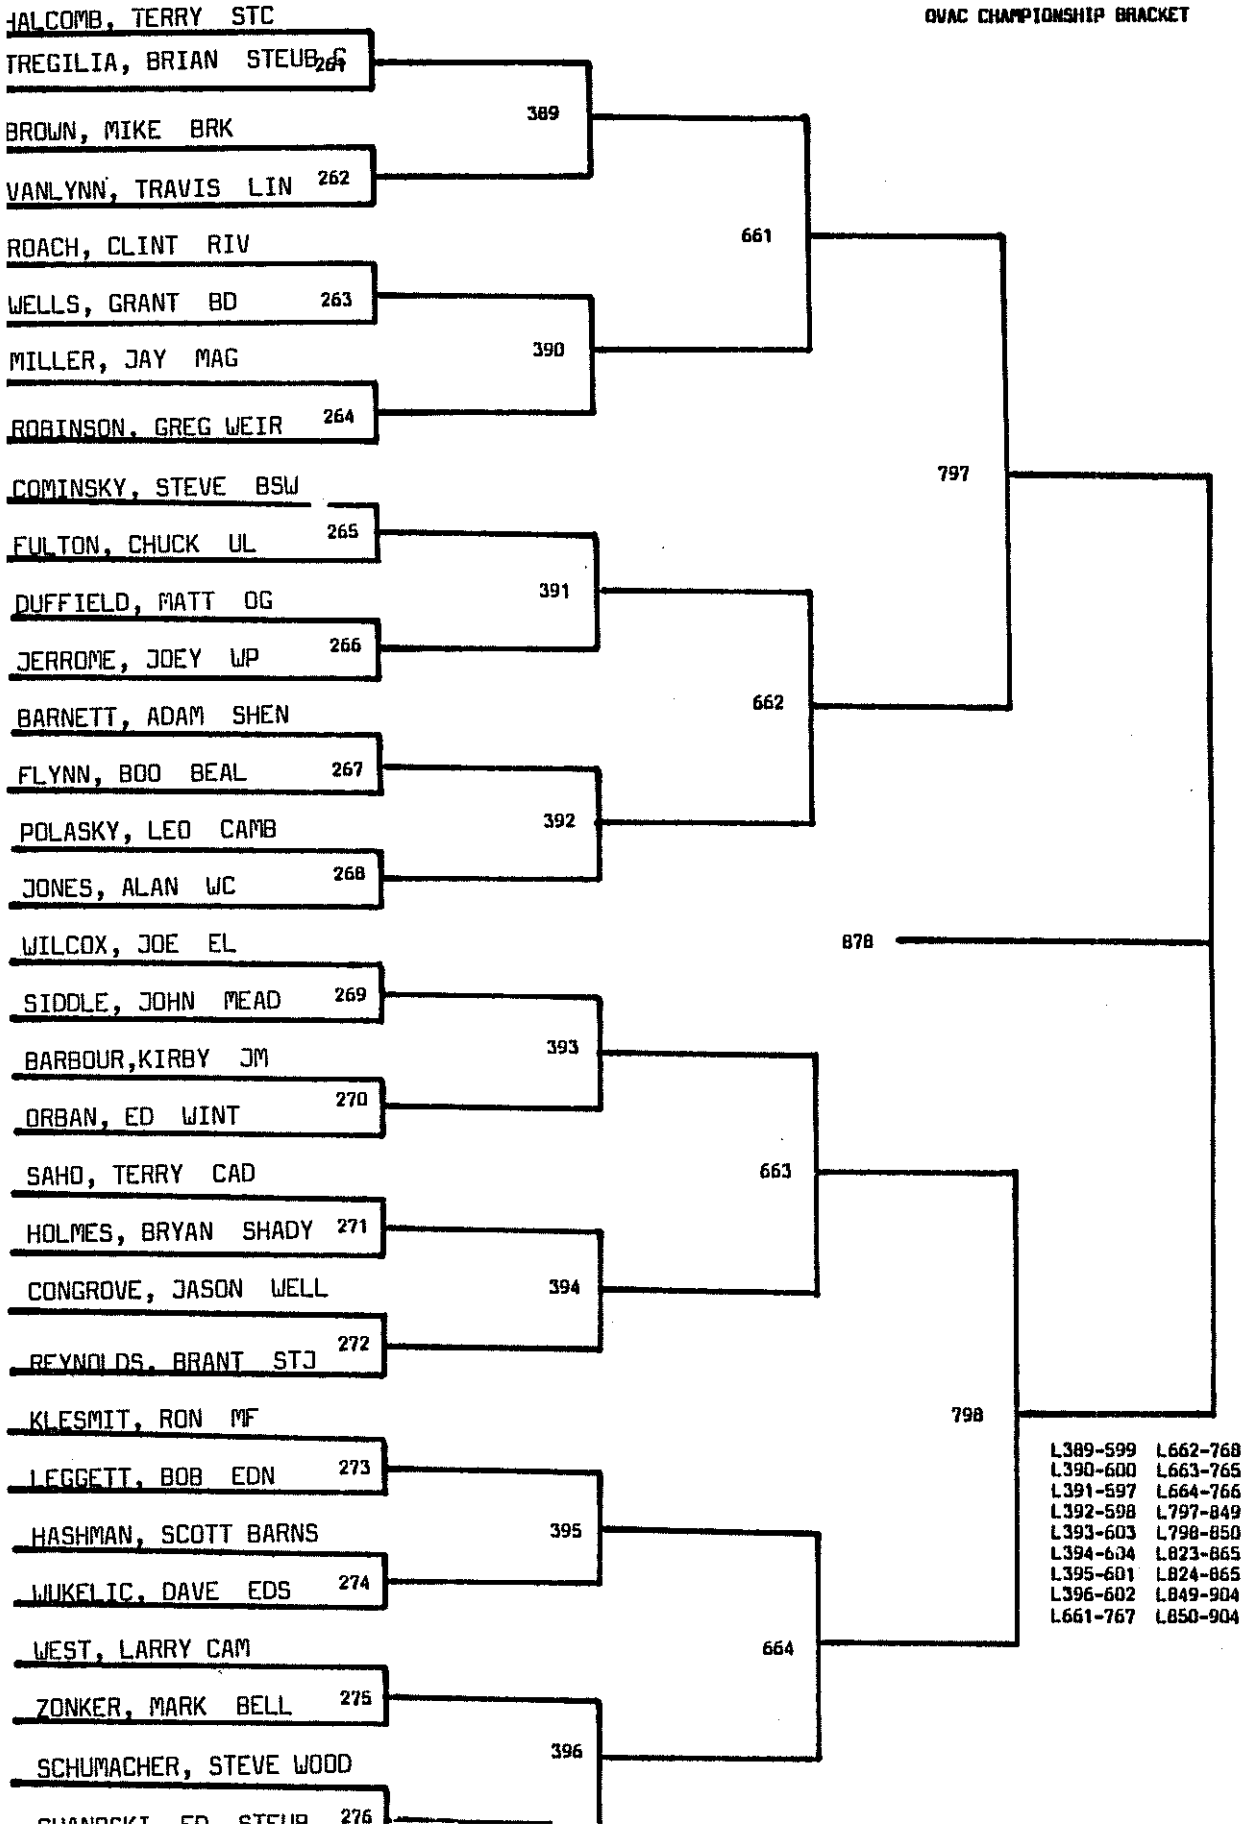 OVAC CHAMPIONSHIP BRACKET
HALCOMB, TERRY STC
TREGILIA, BRIAN STEUB C
261
389
BROWN, MIKE BRK
VANLYNN, TRAVIS LIN 262
661
ROACH, CLINT RIV
WELLS, GRANT BD 263
390
MILLER, JAY MAG
ROBINSON, GREG WEIR 264
797
COMINSKY, STEVE BSW
FULTON, CHUCK UL 265
391
DUFFIELD, MATT OG
JERROME, JOEY WP 266
662
BARNETT, ADAM SHEN
FLYNN, BOO BEAL 267
392
POLASKY, LEO CAMB
JONES, ALAN WC 268
878
WILCOX, JOE EL
SIDDLE, JOHN MEAD 269
393
BARBOUR,KIRBY JM
ORBAN, ED WINT 270
663
SAHO, TERRY CAD
HOLMES, BRYAN SHADY 271
394
CONGROVE, JASON WELL
REYNOLDS, BRANT STJ 272
798
KLESMIT, RON MF
LEGGETT, BOB EDN 273
395
HASHMAN, SCOTT BARNS
WUKELIC, DAVE EDS 274
664
WEST, LARRY CAM
ZONKER, MARK BELL 275
396
SCHUMACHER, STEVE WOOD
ED STEUB 276
L389-599 L662-768
L390-600 L663-765
L391-597 L664-766
L392-598 L797-849
L393-603 L798-850
L394-604 L823-865
L395-601 L824-865
L396-602 L849-904
L661-767 L850-904